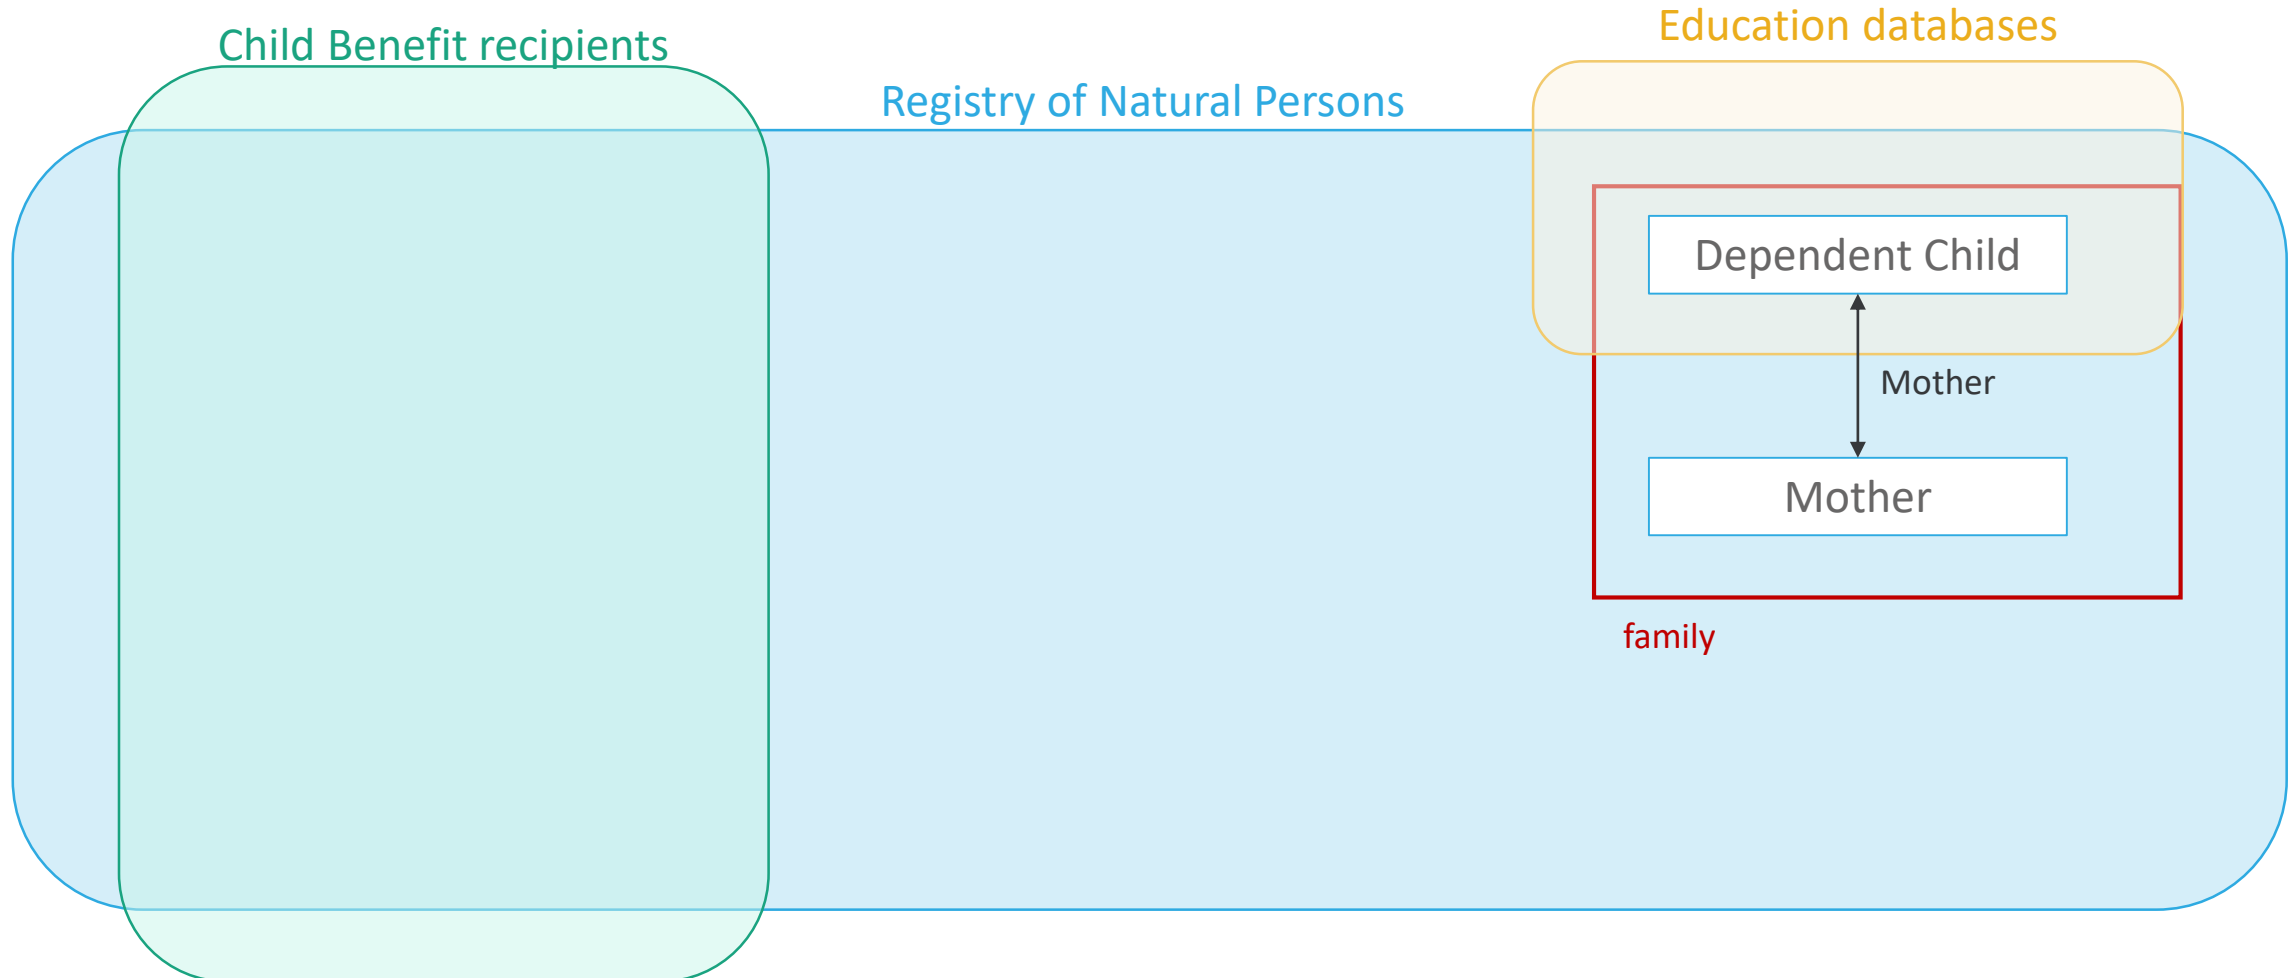 Child Benefit recipients
Education databases
Registry of Natural Persons
Dependent Child
Mother
Mother
family